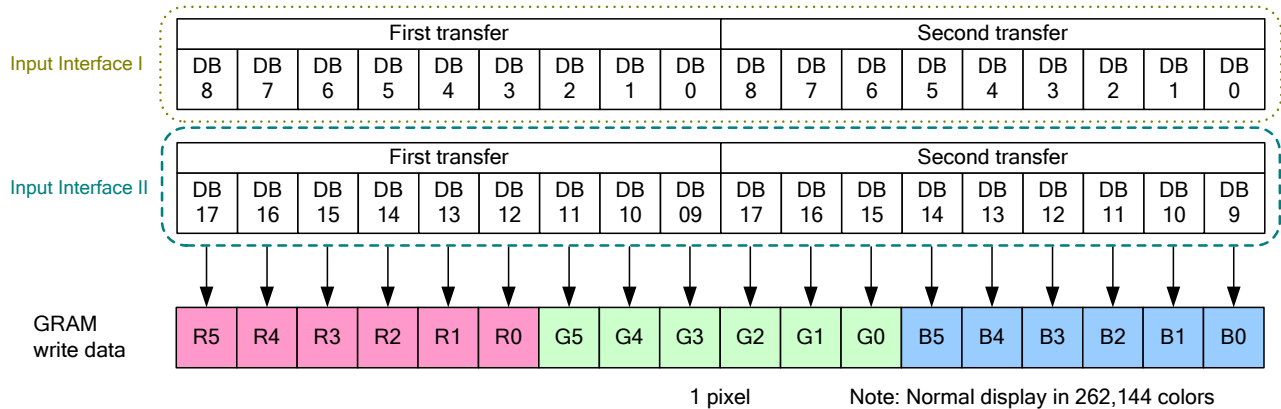 First transfer Second transfer
Input Interface I
DB 8 DB 7 DB 6 DB 5 DB 4 DB 3 DB 2 DB 1 DB 0 DB 8 DB 7 DB 6 DB 5 DB 4 DB 3 DB 2 DB 1 DB 0
First transfer Second transfer
Input Interface II
DB 17 DB 16 DB 15 DB 14 DB 13 DB 12 DB 11 DB 10 DB 09 DB 17 DB 16 DB 15 DB 14 DB 13 DB 12 DB 11 DB 10 DB 9
GRAM
write data
R5 R4 R3 R2 R1 R0 G5 G4 G3 G2 G1 G0 B5 B4 B3 B2 B1 B0
1 pixel Note: Normal display in 262,144 colors